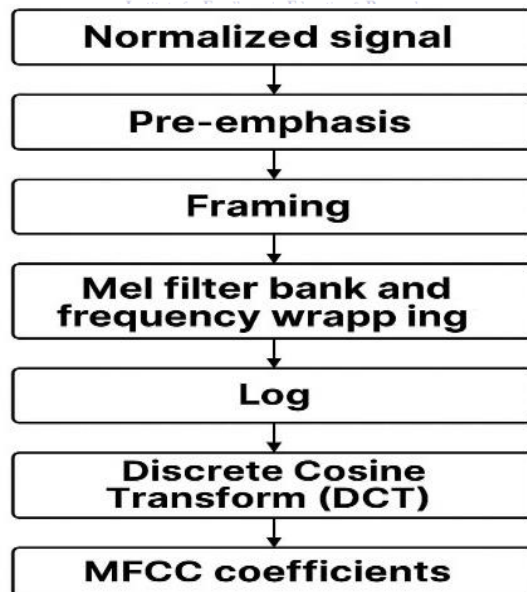 Normalized signal
Pre-emphasis
Framing
Mel filter bank and
frequency wrapp ing
Log
Discrete Cosine
Transform (DCT)
MFCC coefficients